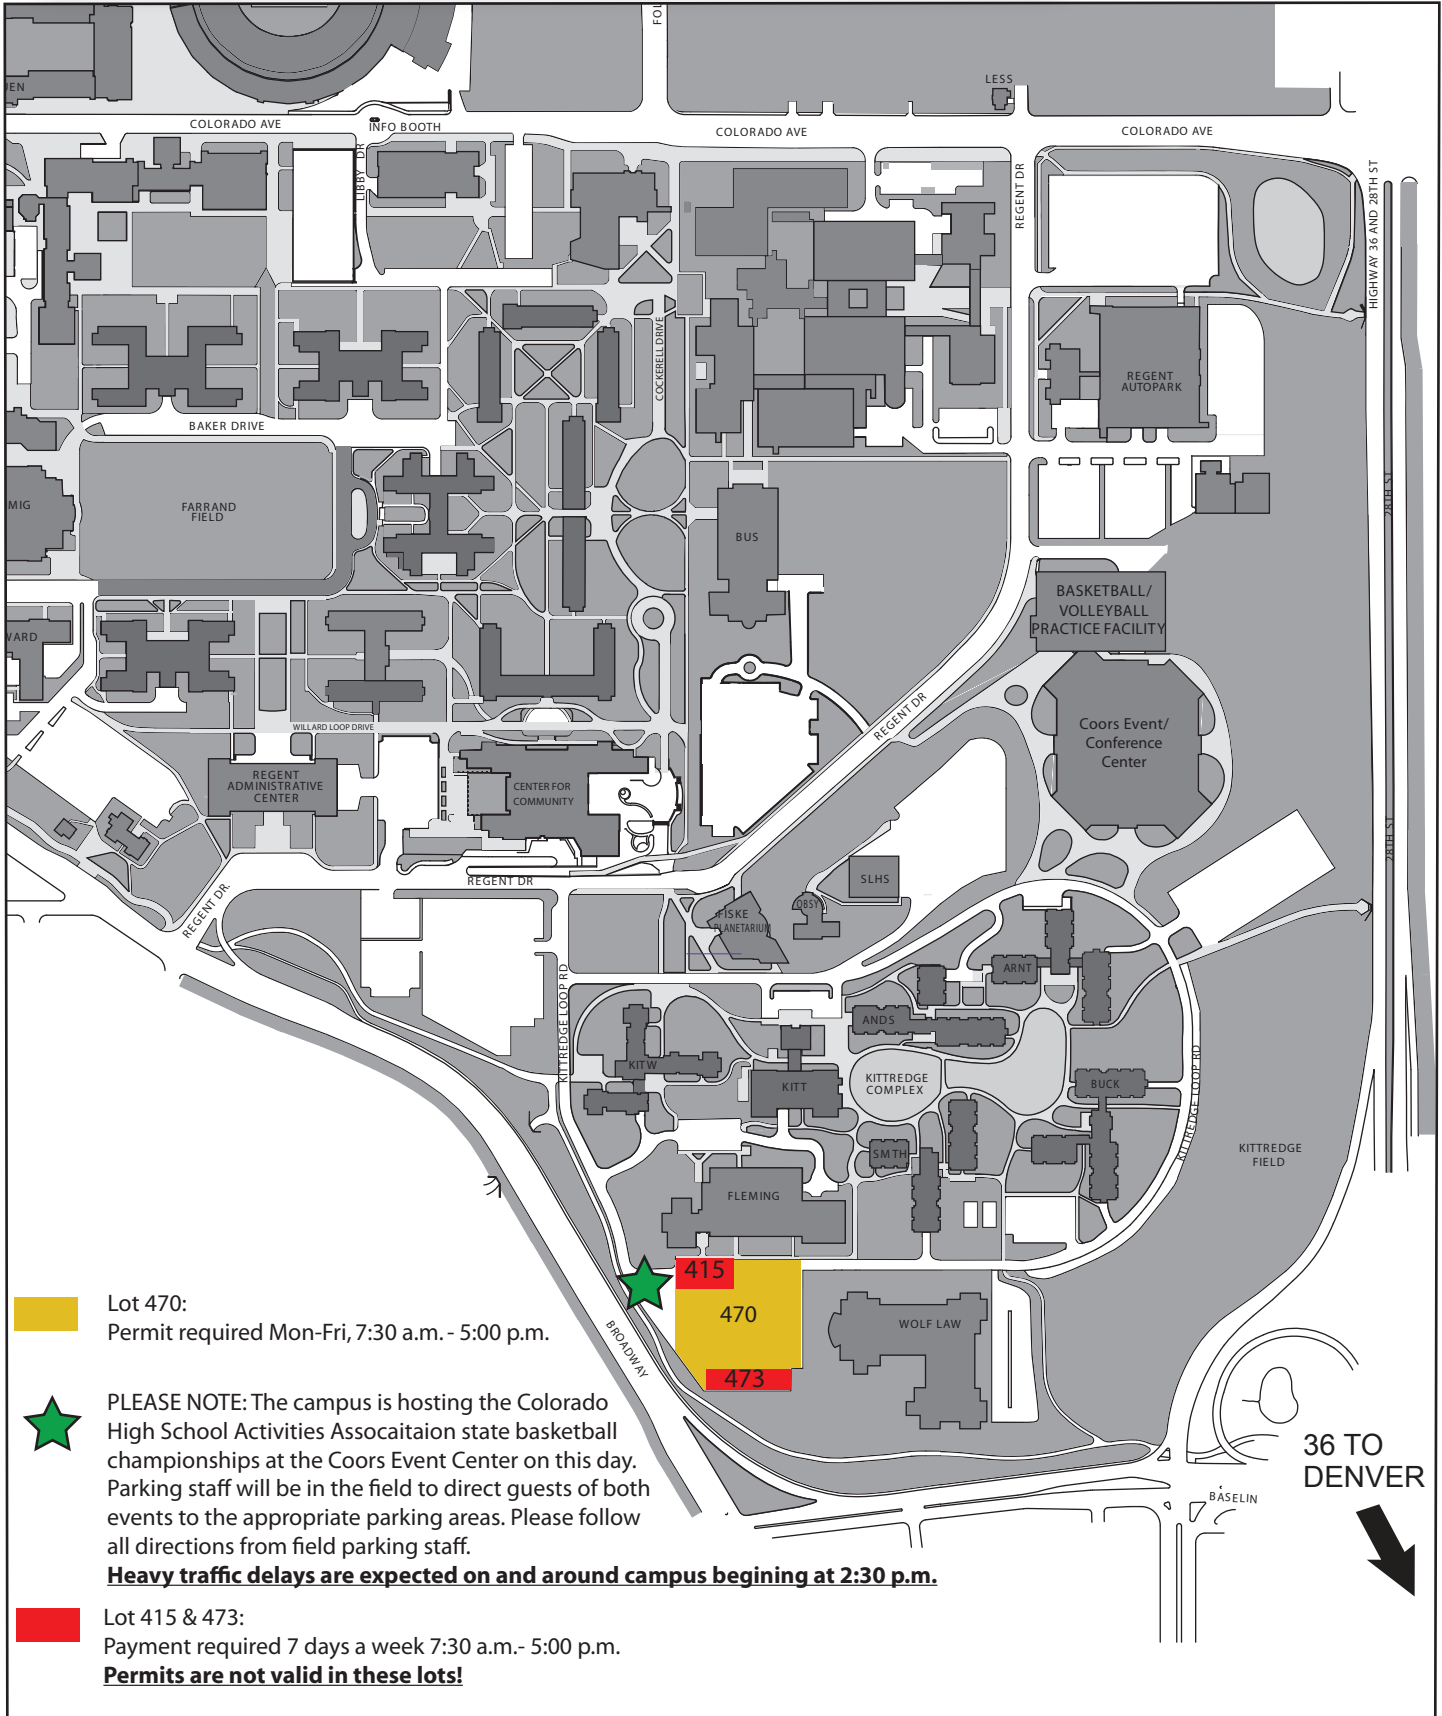 FOL
LESS
UEN
COLORADO AVE
INFO BOOTH
COLORADO AVE
COLORADO AVE
LIBBY DR
REGENT DR
HIGHWAY 36 AND 28TH ST
COCKERELL DRIVE
REGENT
AUTOPARK
BAKER DRIVE
MIG
FARRAND
FIELD
BUS
28TH ST
BASKETBALL/
VOLLEYBALL
PRACTICE FACILITY
WARD
WILLARD LOOP DRIVE
REGENT DR
Coors Event/
Conference
Center
REGENT
ADMINISTRATIVE
CENTER
CENTER FOR
COMMUNITY
28TH ST
REGENT DR
SLHS
REGENT DR.
FISKE
PLANETARIUM
OBSY
ARNT
KITTREDGE LOOP RD
ANDS
KITW
KITT
KITTREDGE
COMPLEX
BUCK
KITTREDGE LOOP RD
SMTH
KITTREDGE
FIELD
FLEMING
415
470
473
WOLF LAW
BROADWAY
Lot 470:
Permit required Mon-Fri, 7:30 a.m. - 5:00 p.m.
PLEASE NOTE: The campus is hosting the Colorado
High School Activities Assocaitaion state basketball
championships at the Coors Event Center on this day.
Parking staff will be in the field to direct guests of both
events to the appropriate parking areas. Please follow
all directions from field parking staff.
Heavy traffic delays are expected on and around campus begining at 2:30 p.m.
36 TO
DENVER
BASELIN
Lot 415 & 473:
Payment required 7 days a week 7:30 a.m.- 5:00 p.m.
Permits are not valid in these lots!